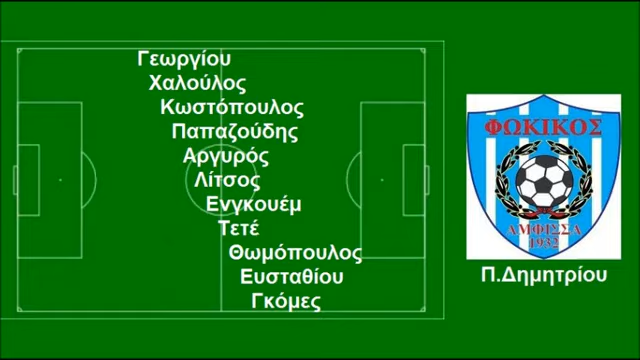 Γεωργίου
Χαλούλος
Κωστόπουλος
Παπαζούδης
Αργυρός
Λίτσος
Ενγκουέμ
Τετέ
Θωμόπουλος
Ευσταθίου
Γκόμες
ΦΩΚΙΚΟΣ
ΑΜΦΙΣΣΑ
1932
Π.Δημητρίου